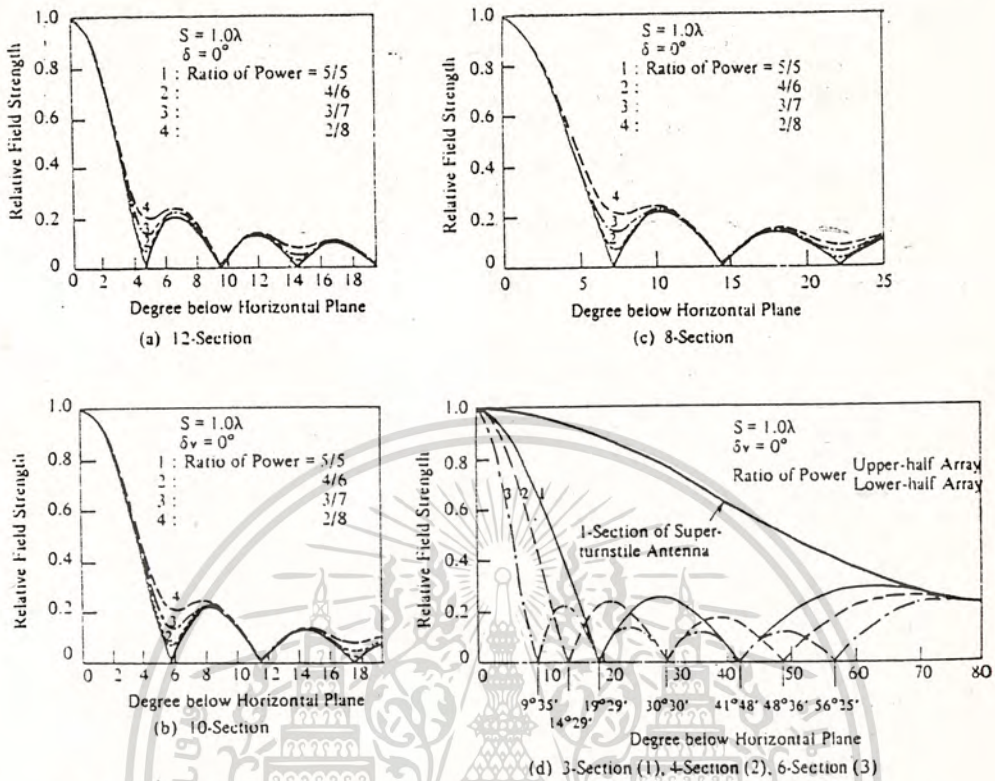 S = 1.0λ
δ = 0°
1 : Ratio of Power = 5/5
2 : 4/6
3 : 3/7
4 : 2/8
Relative Field Strength
1.0
0.8
0.6
0.4
0.2
0
4
0 2 4 6 8 10 12 14 16 18
Degree below Horizontal Plane
(a) 12-Section
S = 1.0λ
δ = 0°
1 : Ratio of Power = 5/5
2 : 4/6
3 : 3/7
4 : 2/8
Relative Field Strength
1.0
0.8
0.6
0.4
0.2
0
4
0 5 10 15 20 25
Degree below Horizontal Plane
(c) 8-Section
S = 1.0λ
δv = 0°
1 : Ratio of Power = 5/5
2 : 4/6
3 : 3/7
4 : 2/8
Relative Field Strength
1.0
0.8
0.6
0.4
0.2
0
4
3
2
0 2 4 6 8 10 12 14 16 18
Degree below Horizontal Plane
(b) 10-Section
S = 1.0λ
δv = 0°
Ratio of Power Upper-half Array
Lower-half Array
1-Section of Super-
turnstile Antenna
Relative Field Strength
1.0
0.8
0.6
0.4
0.2
0
3 2 1
0 10 20 30 40 50 60 70 80
9°35' 19°29' 30°30' 41°48' 48°36' 56°25'
14°29'
Degree below Horizontal Plane
(d) 3-Section (1), 4-Section (2), 6-Section (3)